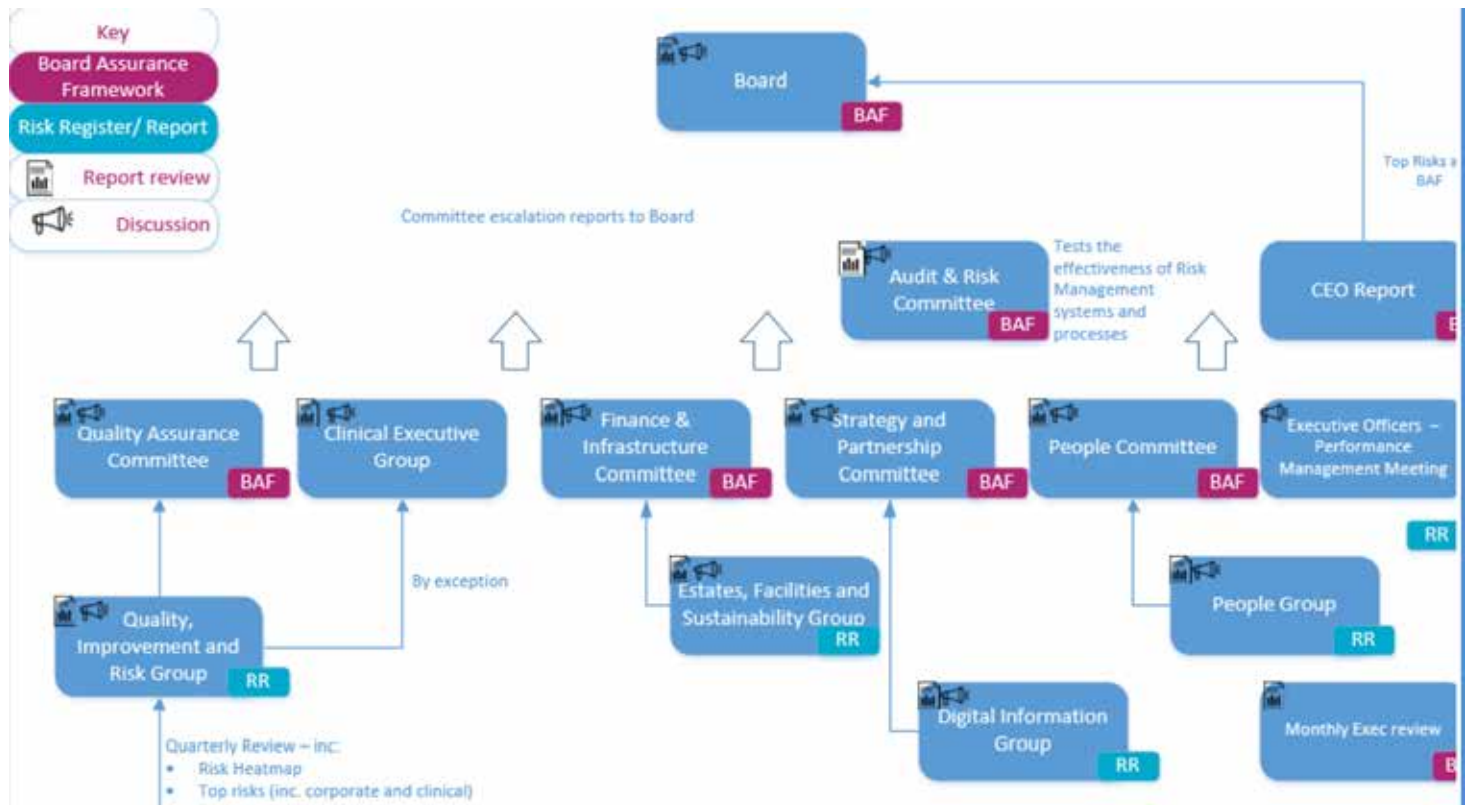 Key
Board Assurance
Framework
Risk Register/ Report
Report review
Discussion
Board
BAF
Top Risks
BAF
Committee escalation reports to Board
Audit & Risk
Committee
BAF
Tests the
effectiveness of Risk
Management
systems and
processes
CEO Report
Quality Assurance
Committee
BAF
Clinical Executive
Group
Finance &
Infrastructure
Committee
BAF
Strategy and
Partnership
Committee
BAF
People Committee
BAF
Executive Officers –
Performance
Management Meeting
RR
By exception
Quality,
Improvement and
Risk Group
RR
Estates, Facilities and
Sustainability Group
RR
People Group
RR
Digital Information
Group
RR
Monthly Exec review
Quarterly Review – inc:
• Risk Heatmap
• Top risks (inc. corporate and clinical)